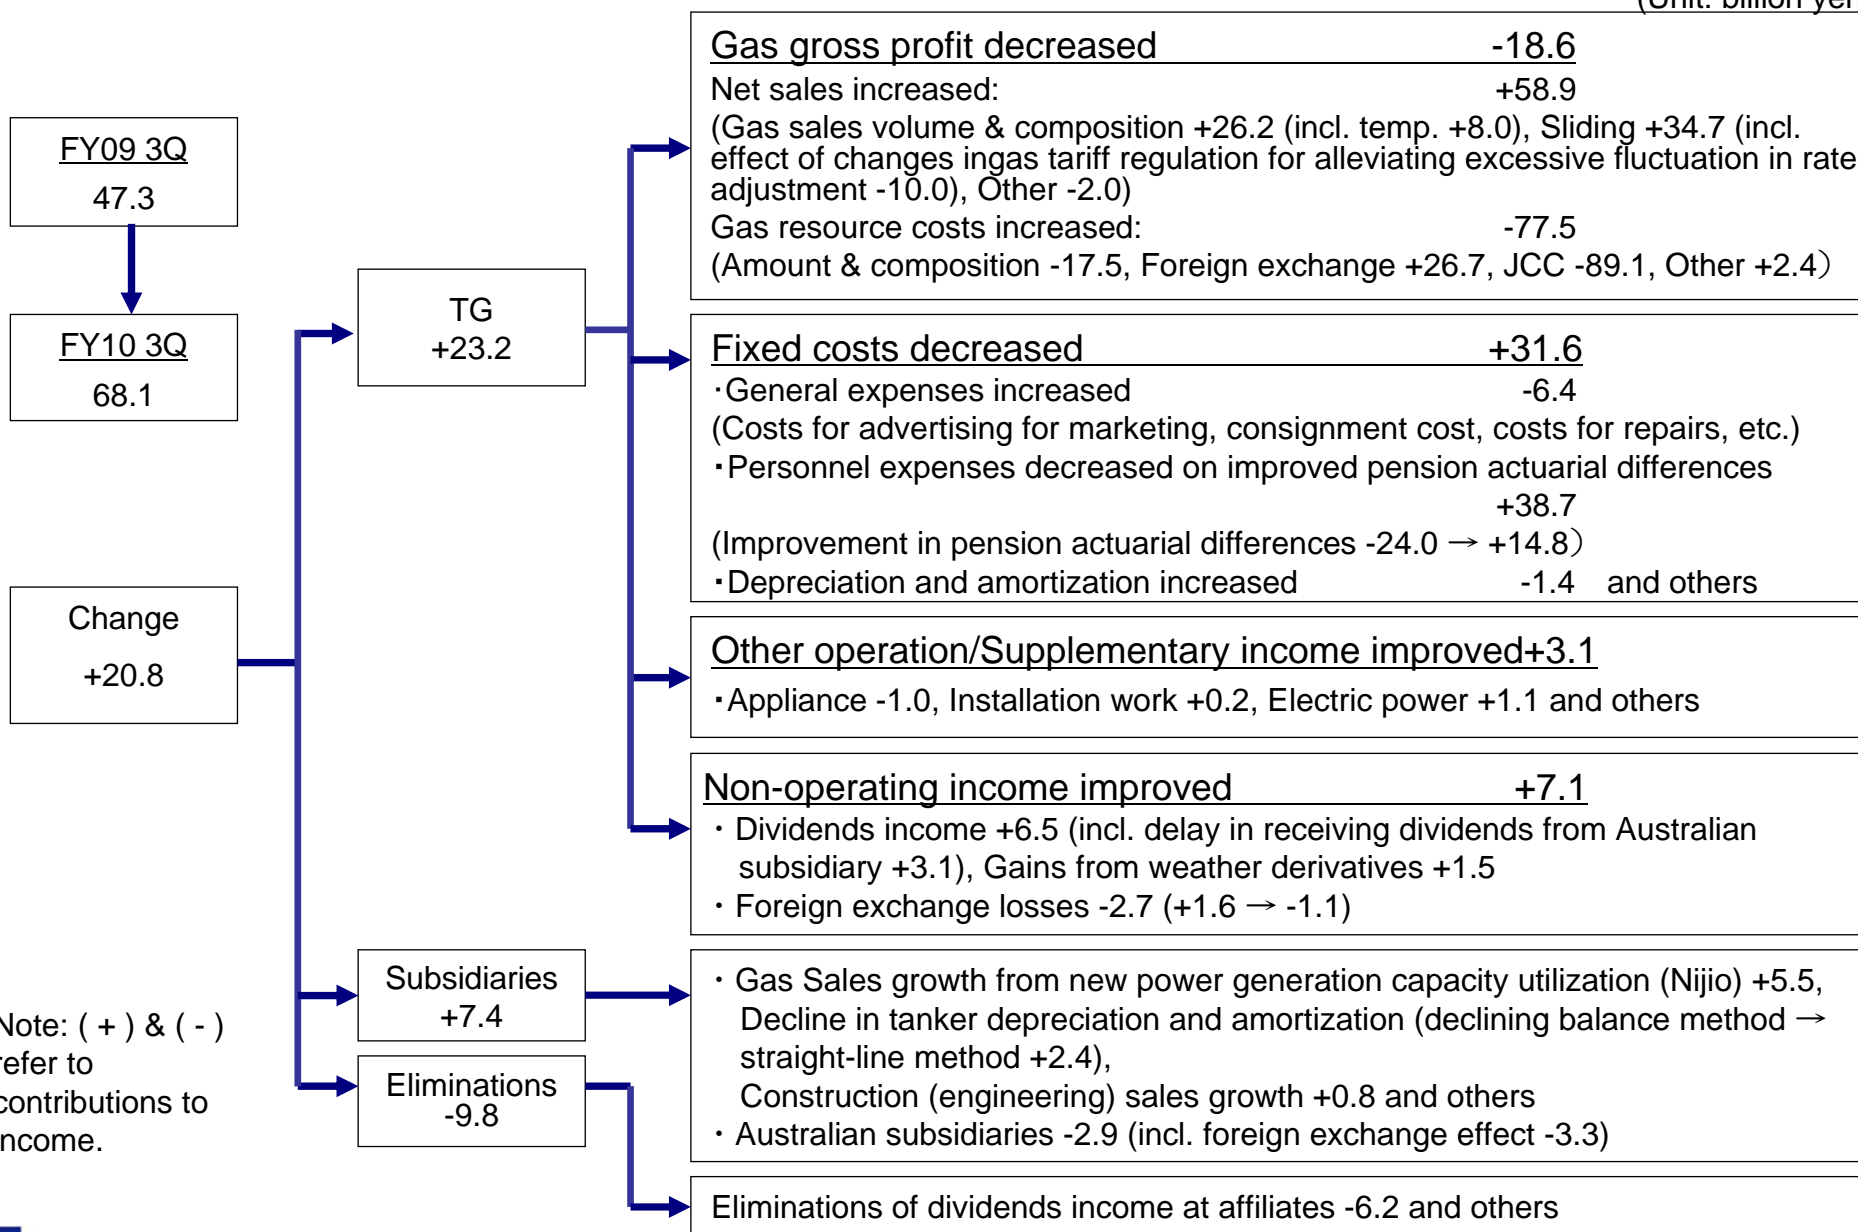 (Unit: billion yen
FY09 3Q
47.3
FY10 3Q
68.1
Change
+20.8
Note: ( + ) & ( - )
refer to
contributions to
income.
TG
+23.2
Subsidiaries
+7.4
Eliminations
-9.8
Gas gross profit decreased -18.6
Net sales increased: +58.9
(Gas sales volume & composition +26.2 (incl. temp. +8.0), Sliding +34.7 (incl.
effect of changes ingas tariff regulation for alleviating excessive fluctuation in rate
adjustment -10.0), Other -2.0)
Gas resource costs increased: -77.5
(Amount & composition -17.5, Foreign exchange +26.7, JCC -89.1, Other +2.4）
Fixed costs decreased +31.6
･General expenses increased -6.4
(Costs for advertising for marketing, consignment cost, costs for repairs, etc.)
･Personnel expenses decreased on improved pension actuarial differences
+38.7
(Improvement in pension actuarial differences -24.0 → +14.8）
･Depreciation and amortization increased -1.4 and others
Other operation/Supplementary income improved+3.1
･Appliance -1.0, Installation work +0.2, Electric power +1.1 and others
Non-operating income improved +7.1
･ Dividends income +6.5 (incl. delay in receiving dividends from Australian
subsidiary +3.1), Gains from weather derivatives +1.5
･ Foreign exchange losses -2.7 (+1.6 → -1.1)
･ Gas Sales growth from new power generation capacity utilization (Nijio) +5.5,
Decline in tanker depreciation and amortization (declining balance method →
straight-line method +2.4),
Construction (engineering) sales growth +0.8 and others
･ Australian subsidiaries -2.9 (incl. foreign exchange effect -3.3)
Eliminations of dividends income at affiliates -6.2 and others